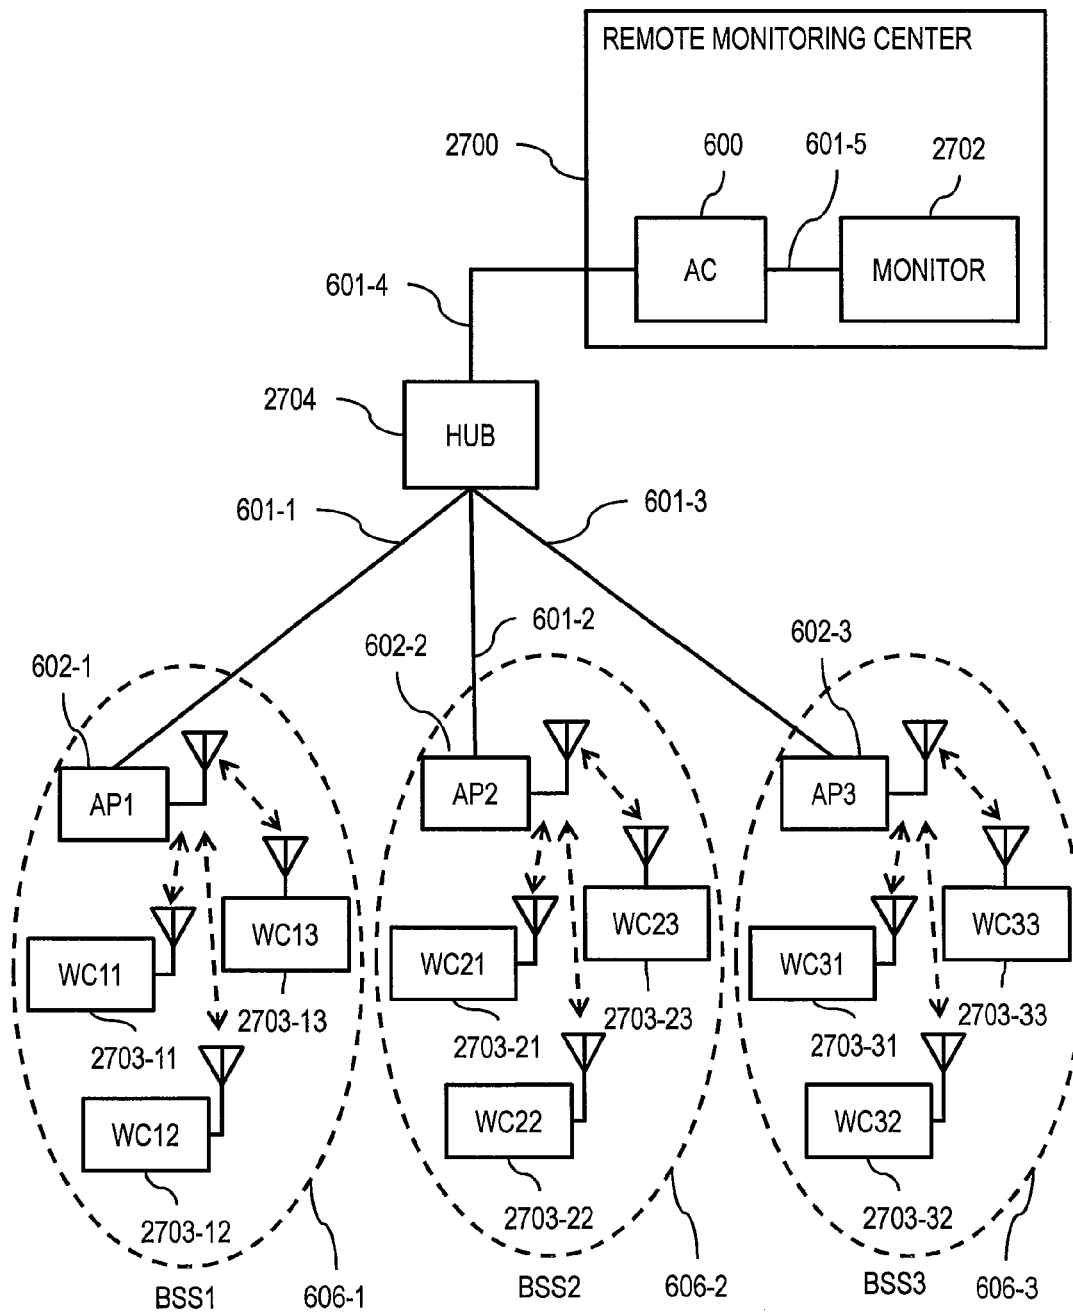 REMOTE MONITORING CENTER
2700
600
601-5
2702
AC
MONITOR
601-4
2704
HUB
601-1
601-3
601-2
602-1
602-2
602-3
AP1
AP2
AP3
WC13
WC23
WC33
WC11
WC21
WC31
2703-13
2703-23
2703-33
2703-11
2703-21
2703-31
WC12
WC22
WC32
2703-12
2703-22
2703-32
BSS1
606-1
BSS2
606-2
BSS3
606-3